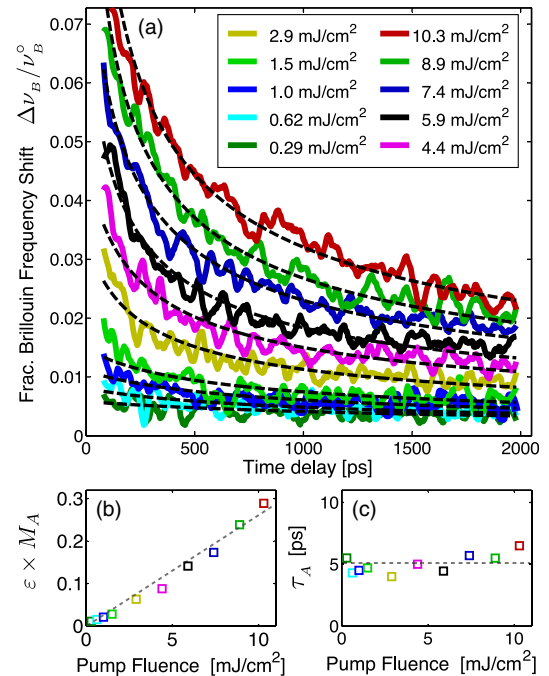 (a)
Frac. Brillouin Frequency Shift Δν_B/ν_B°
0.07
0.06
0.05
0.04
0.03
0.02
0.01
0
2.9 mJ/cm²
1.5 mJ/cm²
1.0 mJ/cm²
0.62 mJ/cm²
0.29 mJ/cm²
10.3 mJ/cm²
8.9 mJ/cm²
7.4 mJ/cm²
5.9 mJ/cm²
4.4 mJ/cm²
500 1000 1500 2000
Time delay [ps]
(b)
ε × M_A
0.3
0.2
0.1
0
0 5 10
Pump Fluence [mJ/cm²]
(c)
τ_A [ps]
10
5
0
0 5 10
Pump Fluence [mJ/cm²]